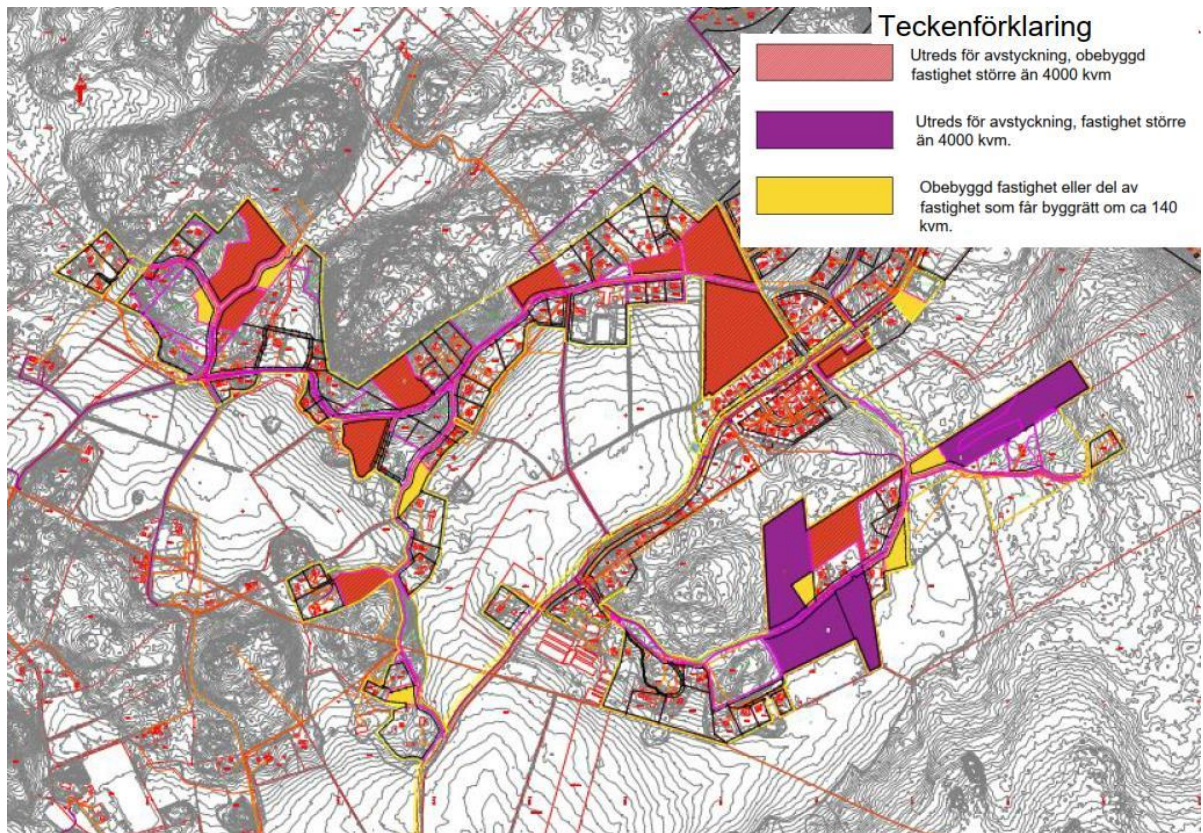 Teckenförklaring
Utreds för avstyckning, obebyggd
fastighet större än 4000 kvm
Utreds för avstyckning, fastighet större
än 4000 kvm.
Obebyggd fastighet eller del av
fastighet som får byggrätt om ca 140
kvm.